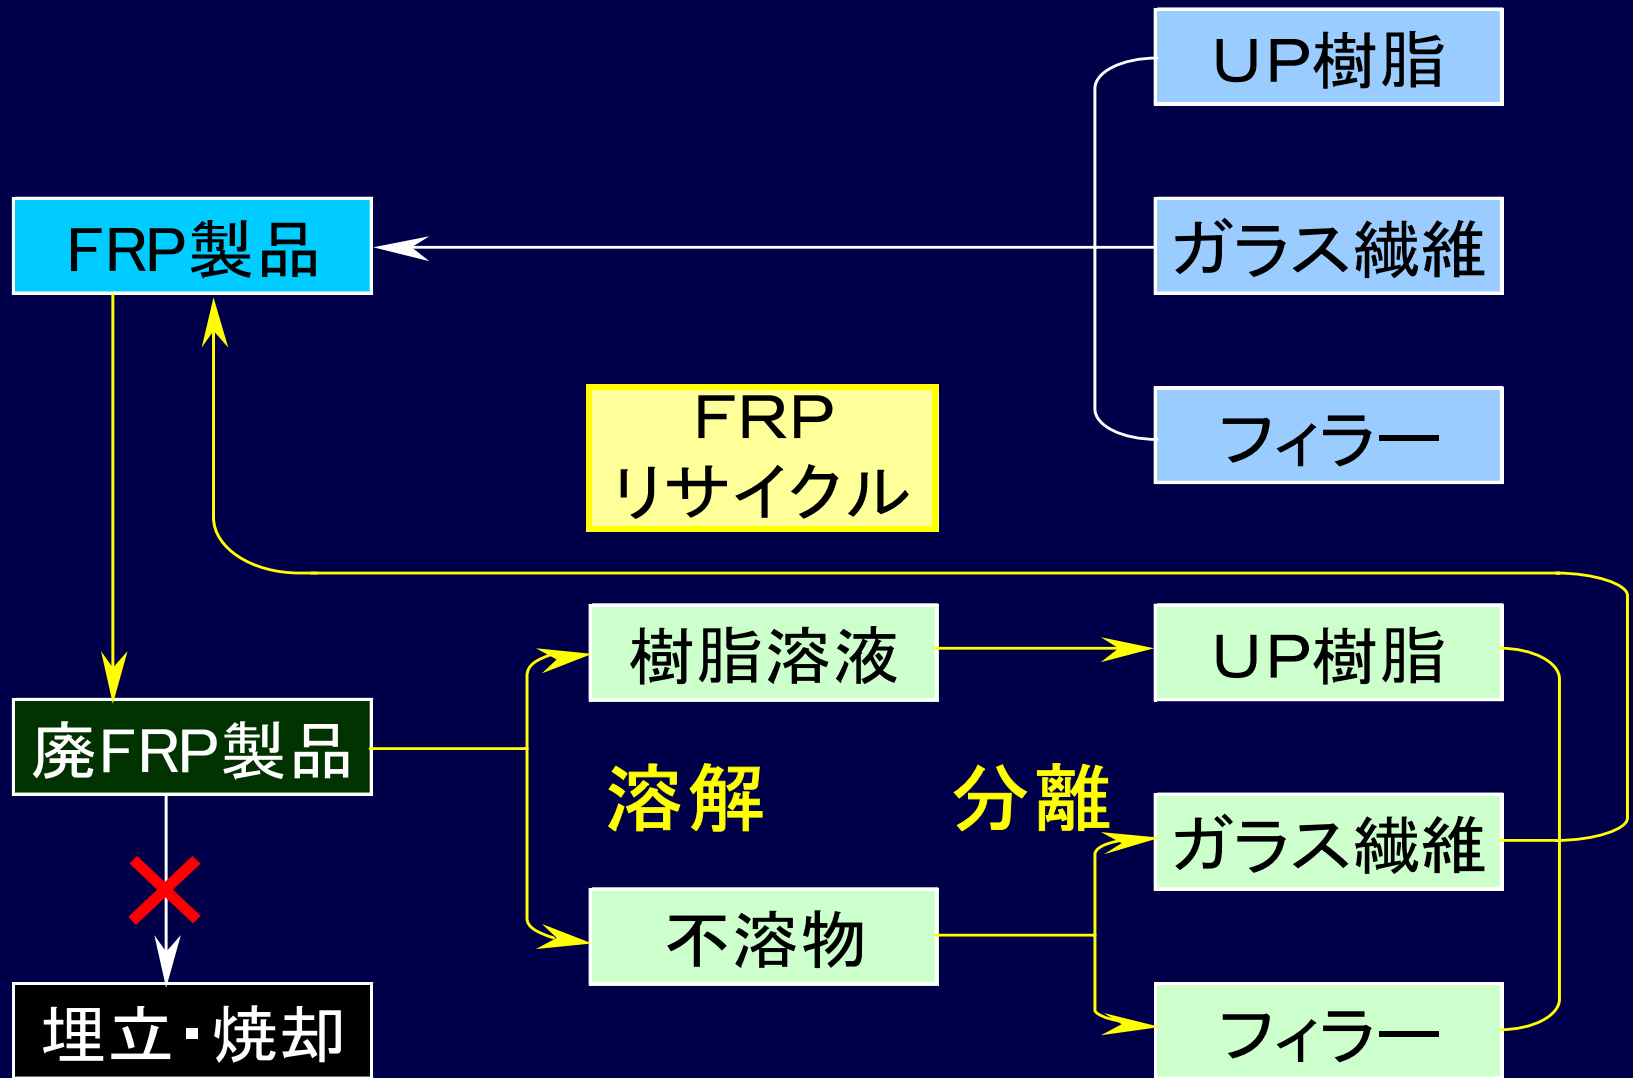 UP樹脂
FRP製品
ガラス繊維
FRP
リサイクル
フィラー
樹脂溶液
UP樹脂
廃FRP製品
溶解
分離
ガラス繊維
不溶物
埋立・焼却
フィラー